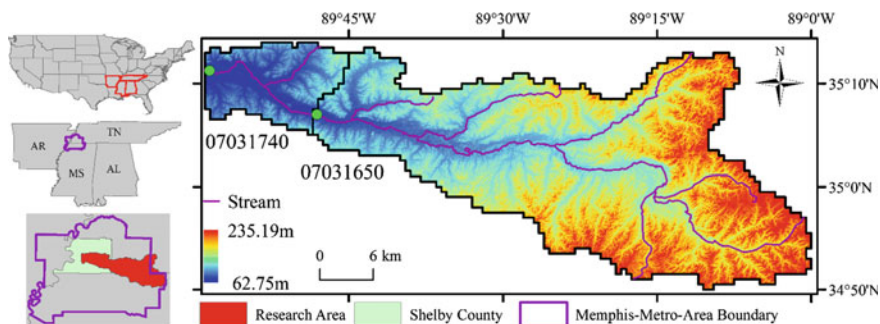 89°45'W
89°30'W
89°15'W
89°0'W
N
35°10'N
TN
AR
07031740
MS
AL
07031650
35°0'N
Stream
235.19m
0 6 km
62.75m
34°50'N
Research Area
Shelby County
Memphis-Metro-Area Boundary